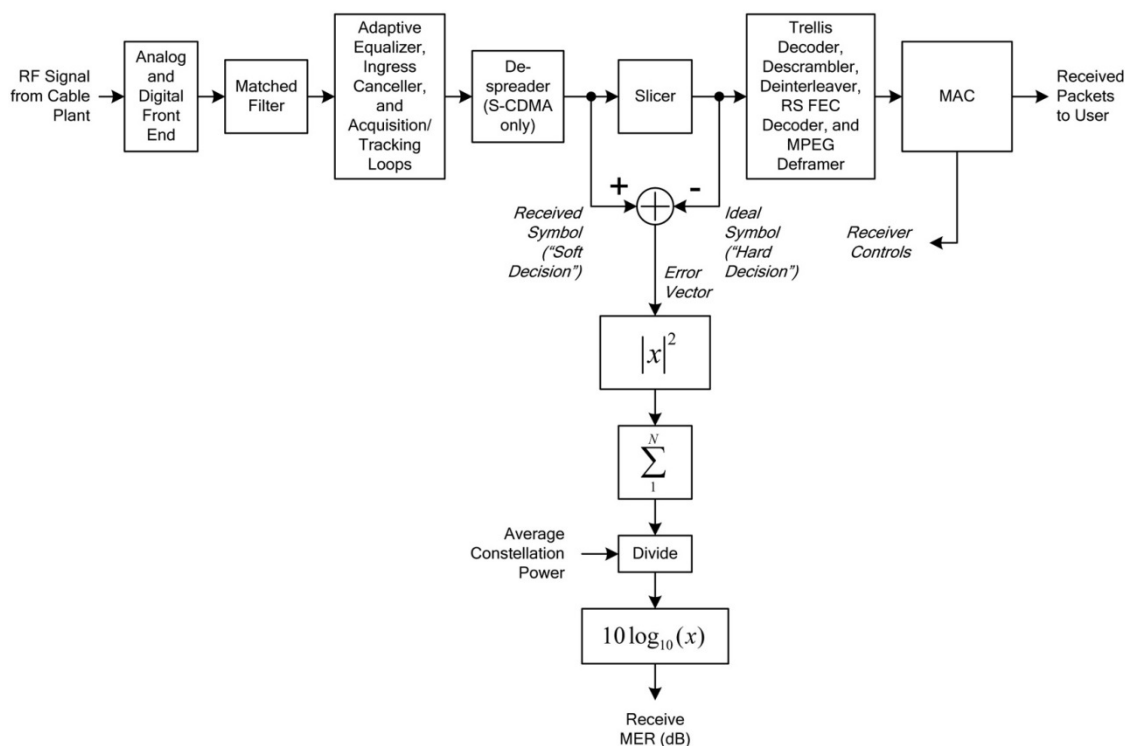 RF Signal
from Cable
Plant
Analog
and
Digital
Front
End
Matched
Filter
Adaptive
Equalizer,
Ingress
Canceller,
and
Acquisition/
Tracking
Loops
De-
spreader
(S-CDMA
only)
Slicer
Trellis
Decoder,
Descrambler,
Deinterleaver,
RS FEC
Decoder, and
MPEG
Deframer
MAC
Received
Packets
to User
+
-
Received
Symbol
(“Soft
Decision”)
Ideal
Symbol
(“Hard
Decision”)
Receiver
Controls
Error
Vector
|x|²
N
∑
1
Average
Constellation
Power
Divide
10 log₁₀(x)
Receive
MER (dB)